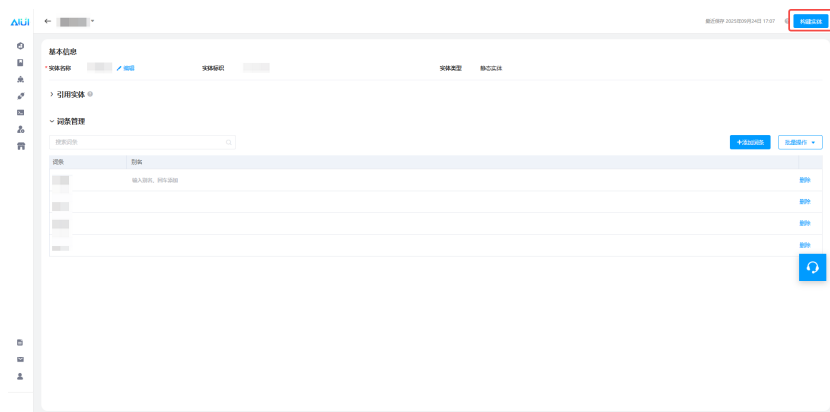 AIUI
最近保存 2025年09月24日 17:07 构建实体
基本信息
* 实体名称 编辑 实体标识 实体类型 静态实体
引用实体
词条管理
搜索词条 +添加词条 批量操作
词条 别名
输入别名，回车添加 删除
删除
删除
删除